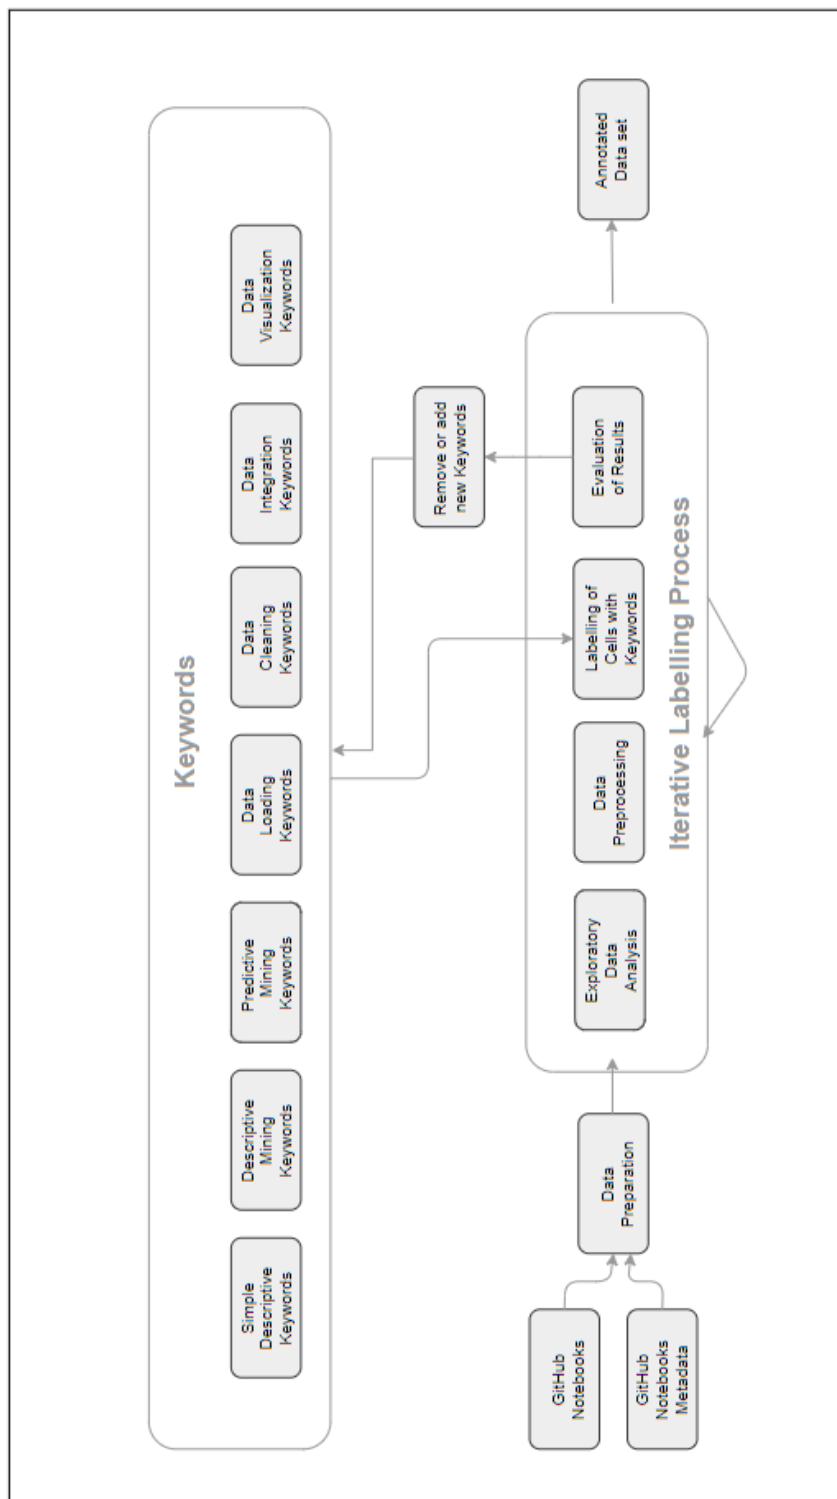 Keywords
Simple
Descriptive
Keywords
Descriptive
Mining
Keywords
Predictive
Mining
Keywords
Data
Loading
Keywords
Data
Cleaning
Keywords
Data
Integration
Keywords
Data
Visualization
Keywords
Remove or add
new Keywords
GitHub
Notebooks
GitHub
Notebooks
Metadata
Data
Preparation
Exploratory
Data
Analysis
Data
Preprocessing
Labelling of
Cells with
Keywords
Evaluation
of Results
Iterative Labelling Process
Annotated
Data set